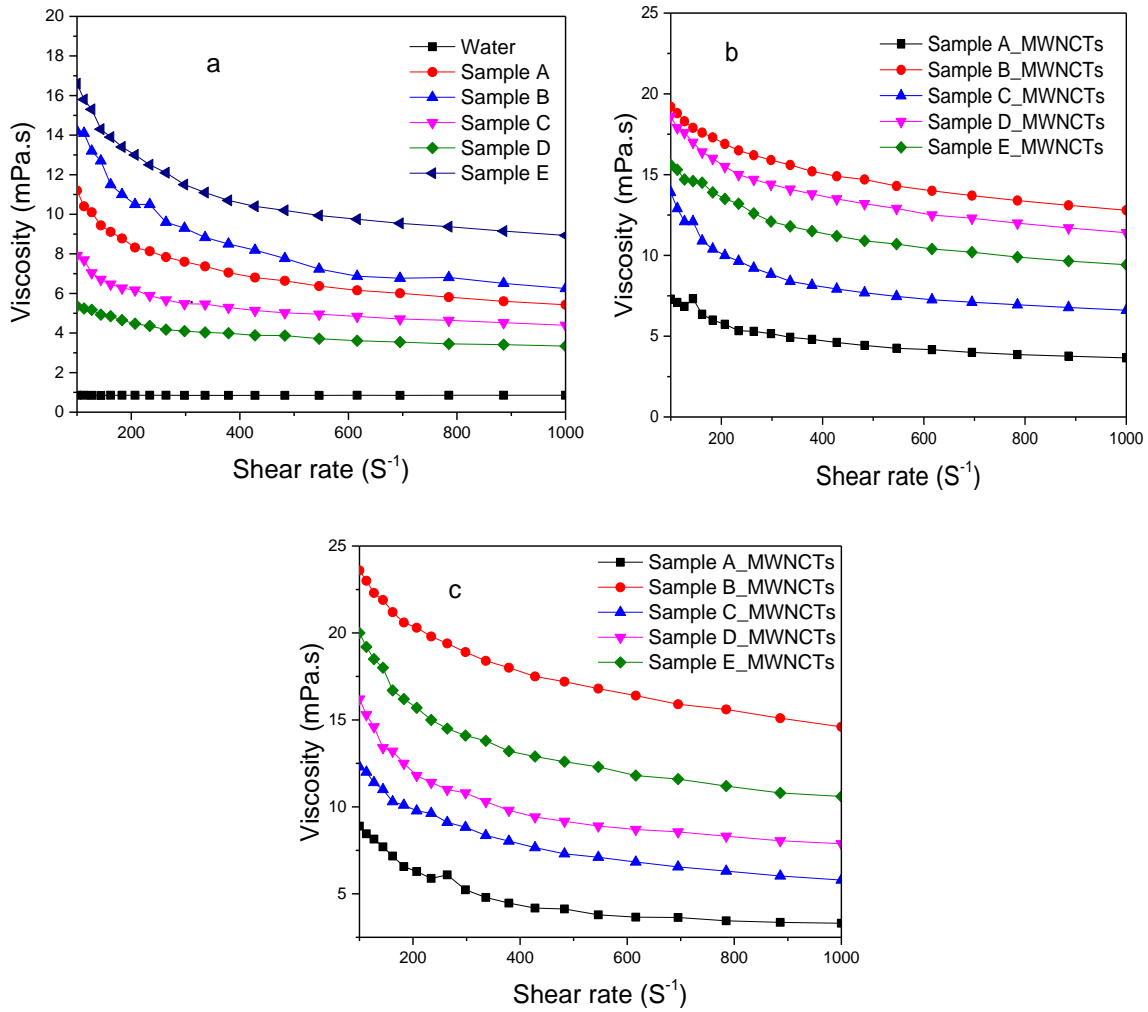 20
18
16
14
12
10
8
6
4
2
0
Viscosity (mPa.s)
200 400 600 800 1000
Shear rate (S⁻¹)
a
Water
Sample A
Sample B
Sample C
Sample D
Sample E
25
20
15
10
5
0
Viscosity (mPa.s)
200 400 600 800 1000
Shear rate (S⁻¹)
b
Sample A_MWNCTs
Sample B_MWNCTs
Sample C_MWNCTs
Sample D_MWNCTs
Sample E_MWNCTs
25
20
15
10
5
Viscosity (mPa.s)
200 400 600 800 1000
Shear rate (S⁻¹)
c
Sample A_MWNCTs
Sample B_MWNCTs
Sample C_MWNCTs
Sample D_MWNCTs
Sample E_MWNCTs